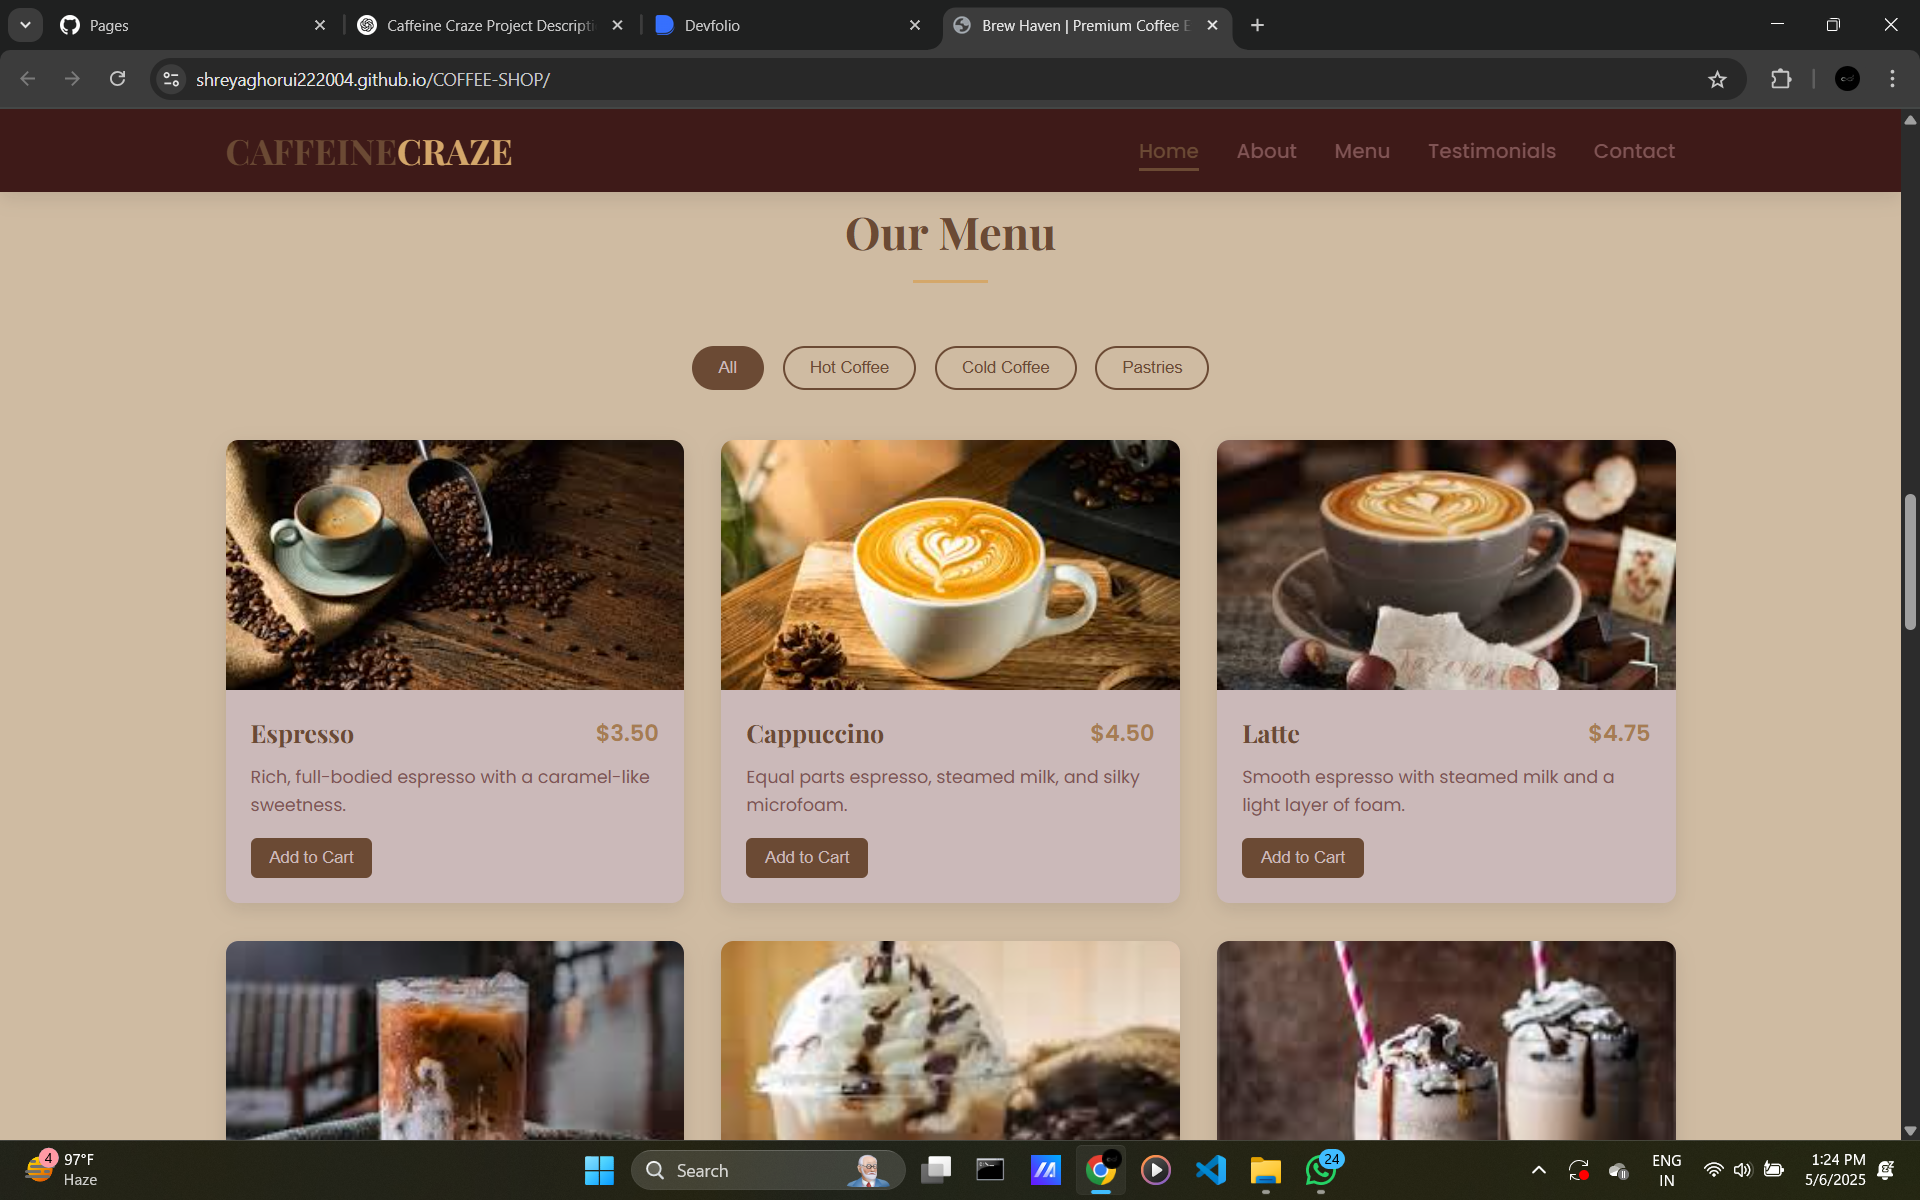 Pages
Caffeine Craze Project Descripti
Devfolio
Brew Haven | Premium Coffee E
shreyaghorui222004.github.io/COFFEE-SHOP/
CAFFEINECRAZE
Home
About
Menu
Testimonials
Contact
Our Menu
All
Hot Coffee
Cold Coffee
Pastries
Espresso
$3.50
Rich, full-bodied espresso with a caramel-like
sweetness.
Add to Cart
Cappuccino
$4.50
Equal parts espresso, steamed milk, and silky
microfoam.
Add to Cart
Latte
$4.75
Smooth espresso with steamed milk and a
light layer of foam.
Add to Cart
4
97°F
Haze
Search
24
ENG
IN
1:24 PM
5/6/2025